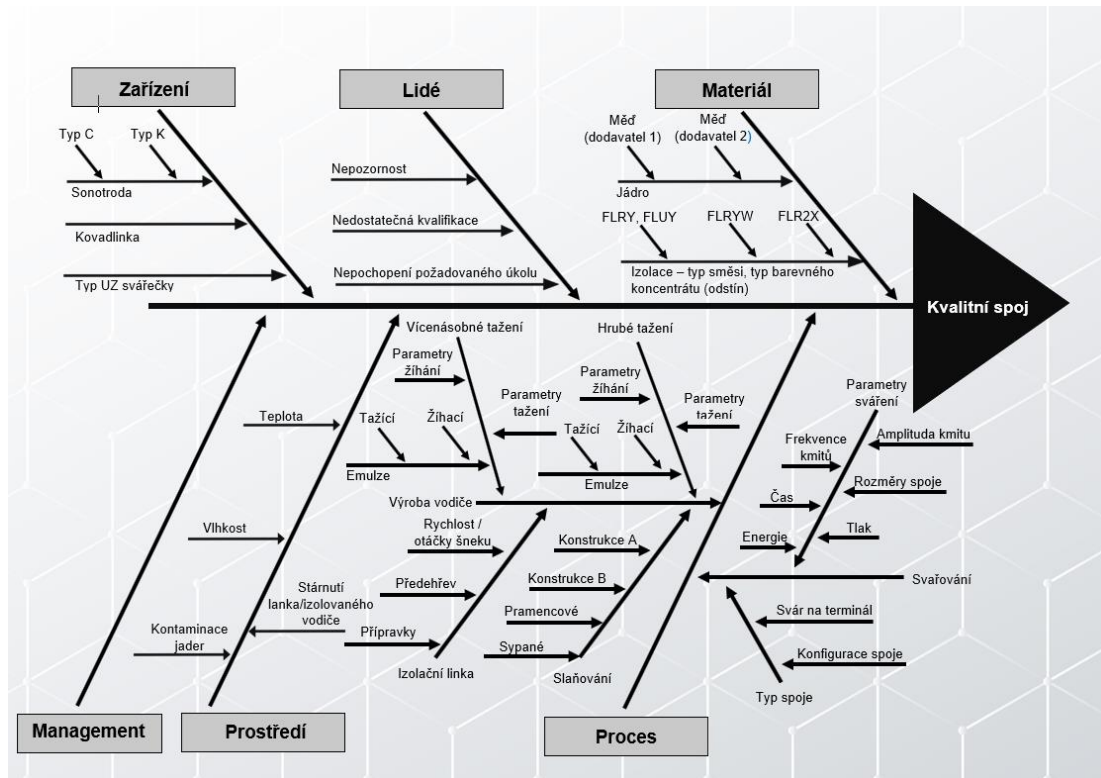 Zařízení
Lidé
Materiál
Typ C
Typ K
Sonotroda
Kovadlinka
Typ UZ svářečky
Nepozornost
Nedostatečná kvalifikace
Nepochopení požadovaného úkolu
Měď
(dodavatel 1)
Měď
(dodavatel 2)
Jádro
FLRY, FLUY
FLRYW
FLR2X
Izolace – typ směsi, typ barevného
koncentrátu (odstín)
Kvalitní spoj
Vícenásobné tažení
Parametry
žíhání
Parametry
tažení
Tažící
Žíhací
Emulze
Hrubé tažení
Parametry
žíhání
Parametry
tažení
Tažící
Žíhací
Emulze
Výroba vodiče
Teplota
Vlhkost
Stárnutí
lanka/izolovaného
vodiče
Kontaminace
jader
Rychlost /
otáčky šneku
Předehřev
Přípravky
Izolační linka
Konstrukce A
Konstrukce B
Pramencové
Sypané
Slaňování
Parametry
sváření
Frekvence
kmitů
Amplituda kmitu
Čas
Rozměry spoje
Energie
Tlak
Svařování
Svár na terminál
Konfigurace spoje
Typ spoje
Management
Prostředí
Proces